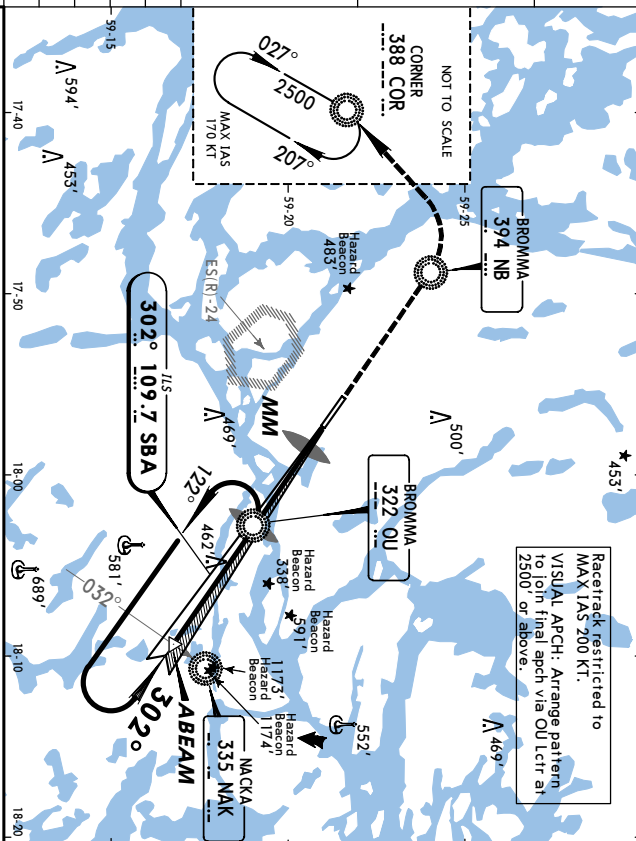 Racetrack restricted to
MAX IAS 200 KT.
VISUAL APCH: Arrange pattern
to join final apch via OU Lctr at
2500' or above.
NOT TO SCALE
CORNER
388 COR
027°
2500
207°
MAX IAS
170 KT
BROMMA
394 NB
BROMMA
322 OU
NACKA
335 NAK
ILS
302° 109.7 SBA
MM
ES(R)-24
Hazard
Beacon
483'
Hazard
Beacon
338'
Hazard
Beacon
591'
1173'
Hazard
Beacon
Hazard
Beacon
1174'
453'
500'
469'
469'
462'
552'
581'
689'
594'
453'
122°
032°
302°
ABEAM
59-15
59-20
59-25
17-40
17-50
18-00
18-10
18-20